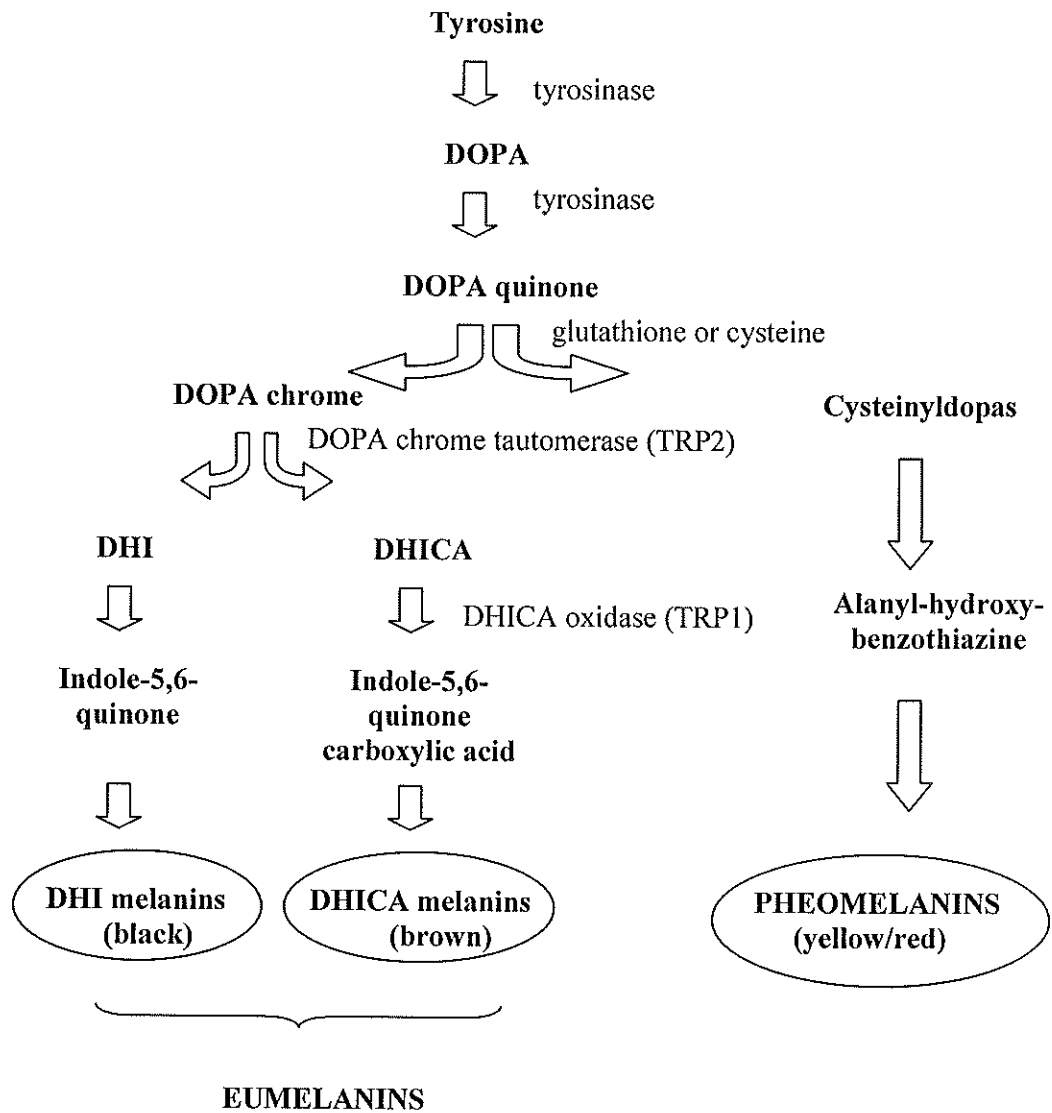 Tyrosine
tyrosinase
DOPA
tyrosinase
DOPA quinone
glutathione or cysteine
DOPA chrome
Cysteinyldopas
DOPA chrome tautomerase (TRP2)
DHI
DHICA
DHICA oxidase (TRP1)
Alanyl-hydroxy-
benzothiazine
Indole-5,6-
quinone
Indole-5,6-
quinone
carboxylic acid
DHI melanins
(black)
DHICA melanins
(brown)
PHEOMELANINS
(yellow/red)
EUMELANINS